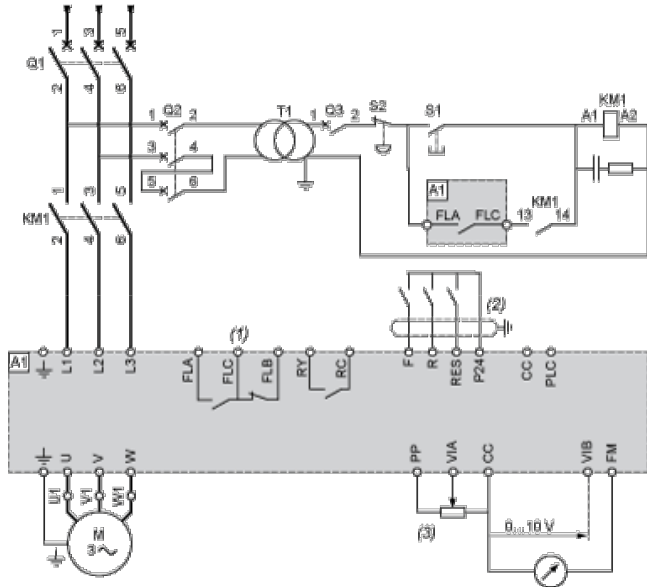 1 3 5
Q1
2 4 6
1 Q2 2
3 4
5 6
T1
1 Q3 2
S2
S1
A1 KM1 A2
A1
FLA FLC
13 KM1 14
1 3 5
KM1
2 4 6
(1)
(2)
A1
L1 L2 L3
FLA FLC FLB RY RC
F R RES P24 CC PLC
U V W
PP VIA CC VIB FM
U1 V1 W1
M
3
(3)
0 ... 10 V